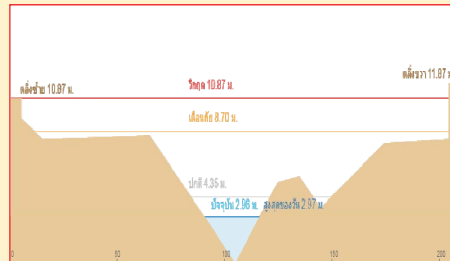 ตลิ่งซ้าย 10.87 ม.
ตลิ่งขวา 11.87 ม
วิกฤต 10.87 ม.
เตือนภัย 8.70 ม.
ปกติ 4.35 ม.
ปัจจุบัน 2.96 ม. สูงสุดของวัน 2.97 ม.
0 50 100 150 200